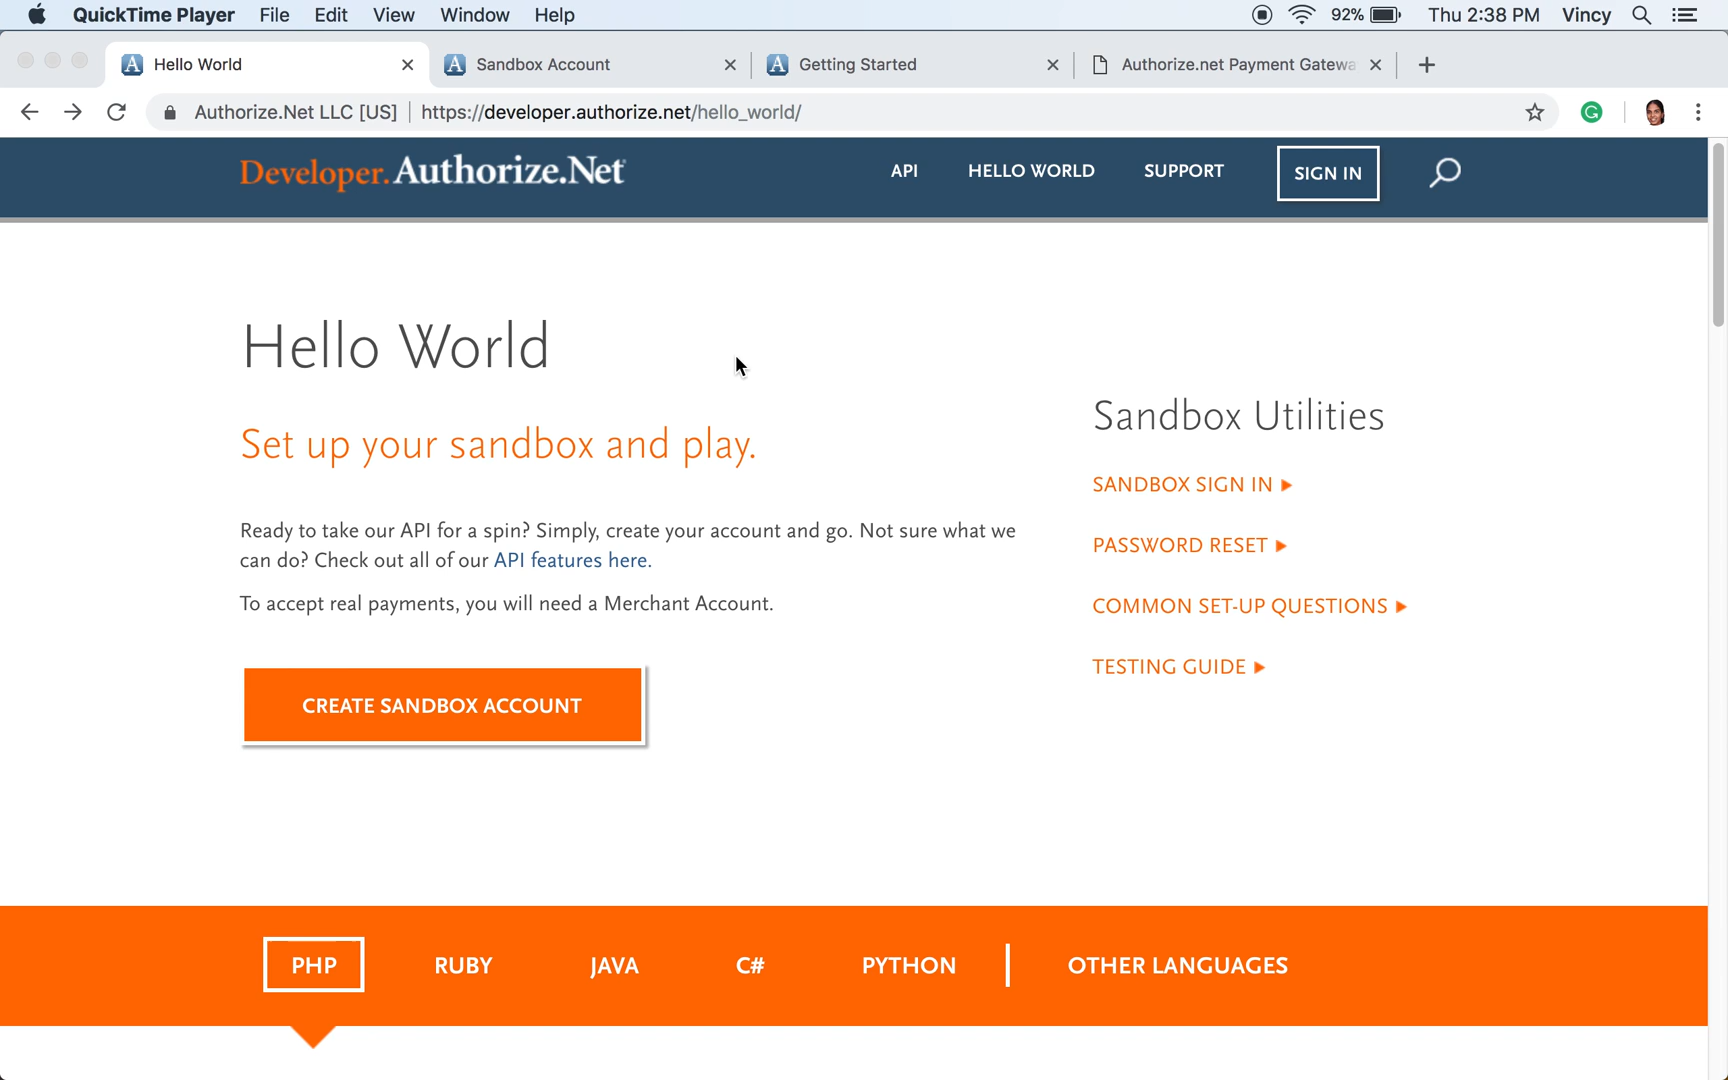 QuickTime Player File Edit View Window Help 92% Thu 2:38 PM Vincy
Hello World Sandbox Account Getting Started Authorize.net Payment Gatewa
Authorize.Net LLC [US] https://developer.authorize.net/hello_world/
Developer.Authorize.Net API HELLO WORLD SUPPORT SIGN IN
Hello World
Set up your sandbox and play.
Ready to take our API for a spin? Simply, create your account and go. Not sure what we
can do? Check out all of our API features here.
To accept real payments, you will need a Merchant Account.
CREATE SANDBOX ACCOUNT
Sandbox Utilities
SANDBOX SIGN IN
PASSWORD RESET
COMMON SET-UP QUESTIONS
TESTING GUIDE
PHP RUBY JAVA C# PYTHON OTHER LANGUAGES